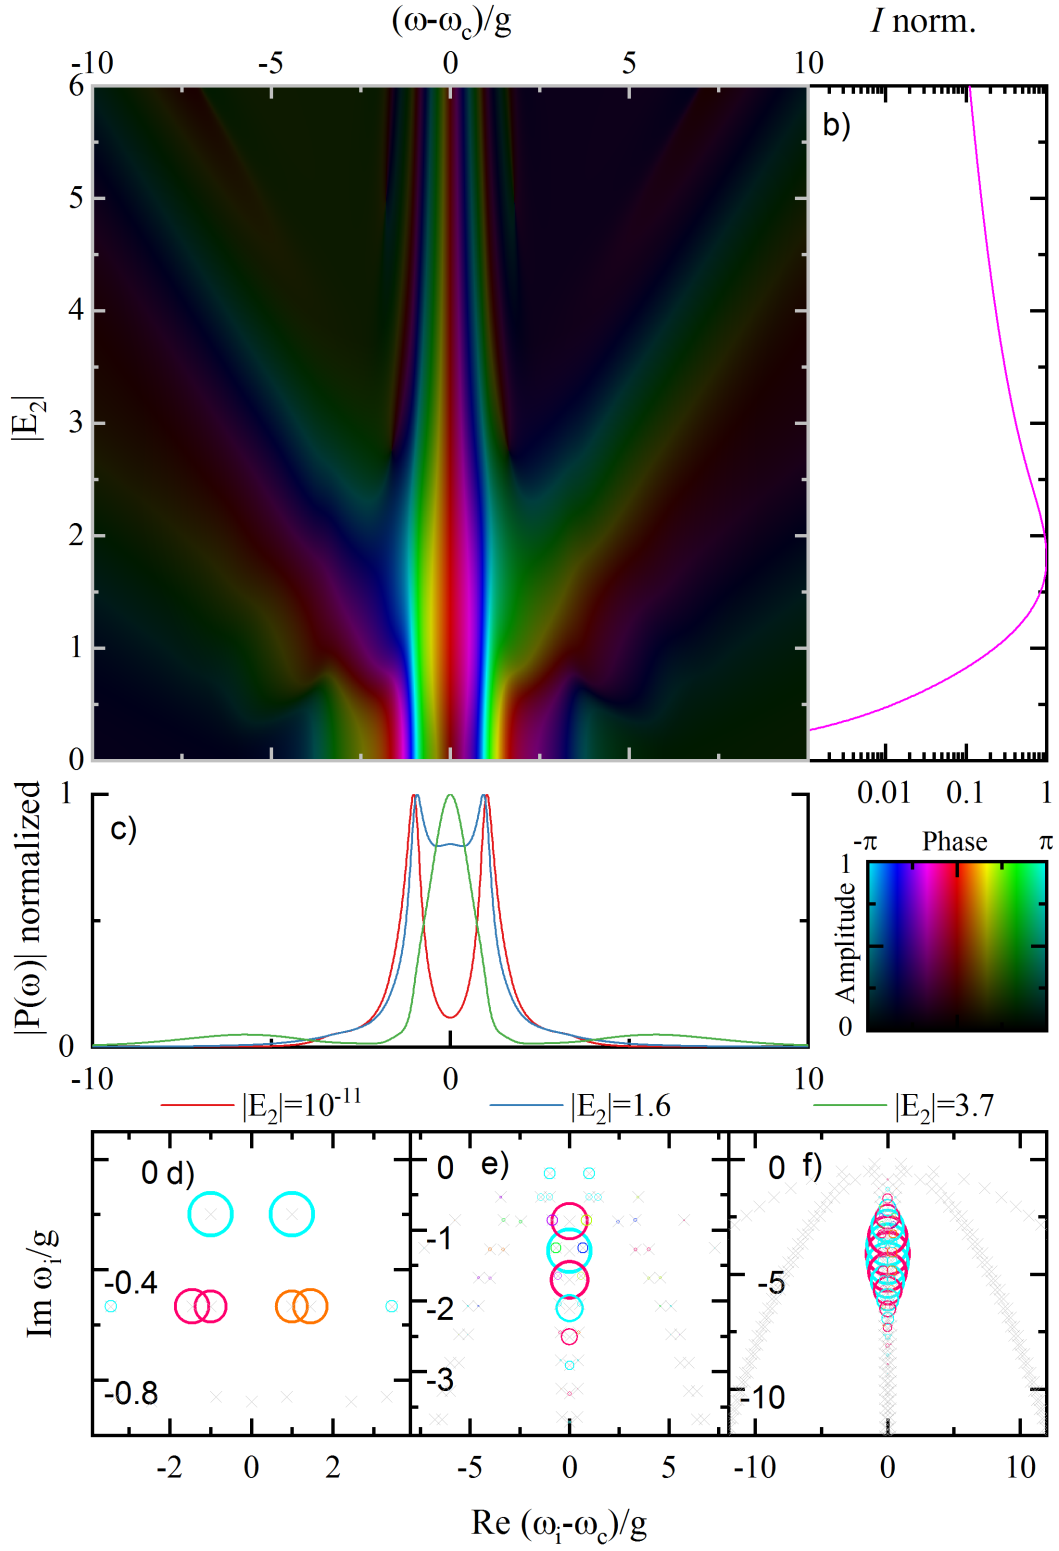 (ω-ω_c)/g I norm.
-10 -5 0 5 10
b)
6
5
4
3
2
1
0
|E_2|
0.01 0.1 1
1
0
|P(ω)| normalized
c)
-10 0 10
-π Phase π
1
0
Amplitude
|E_2|=10^-11 |E_2|=1.6 |E_2|=3.7
d)
0
-0.4
-0.8
-2 0 2
Im ω_i/g
e)
0
-1
-2
-3
-5 0 5
f)
0
-5
-10
-10 0 10
Re (ω_i-ω_c)/g